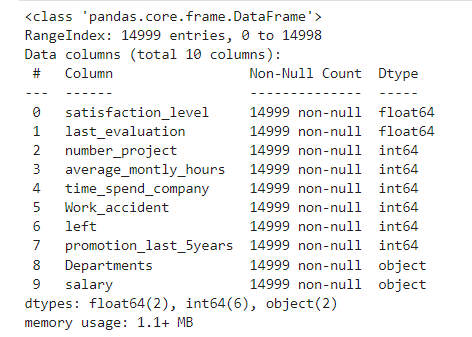 <class 'pandas.core.frame.DataFrame'>
RangeIndex: 14999 entries, 0 to 14998
Data columns (total 10 columns):
 #   Column                 Non-Null Count  Dtype
---  ------                 --------------  -----
 0   satisfaction_level     14999 non-null  float64
 1   last_evaluation        14999 non-null  float64
 2   number_project         14999 non-null  int64
 3   average_montly_hours   14999 non-null  int64
 4   time_spend_company     14999 non-null  int64
 5   Work_accident          14999 non-null  int64
 6   left                   14999 non-null  int64
 7   promotion_last_5years  14999 non-null  int64
 8   Departments            14999 non-null  object
 9   salary                 14999 non-null  object
dtypes: float64(2), int64(6), object(2)
memory usage: 1.1+ MB